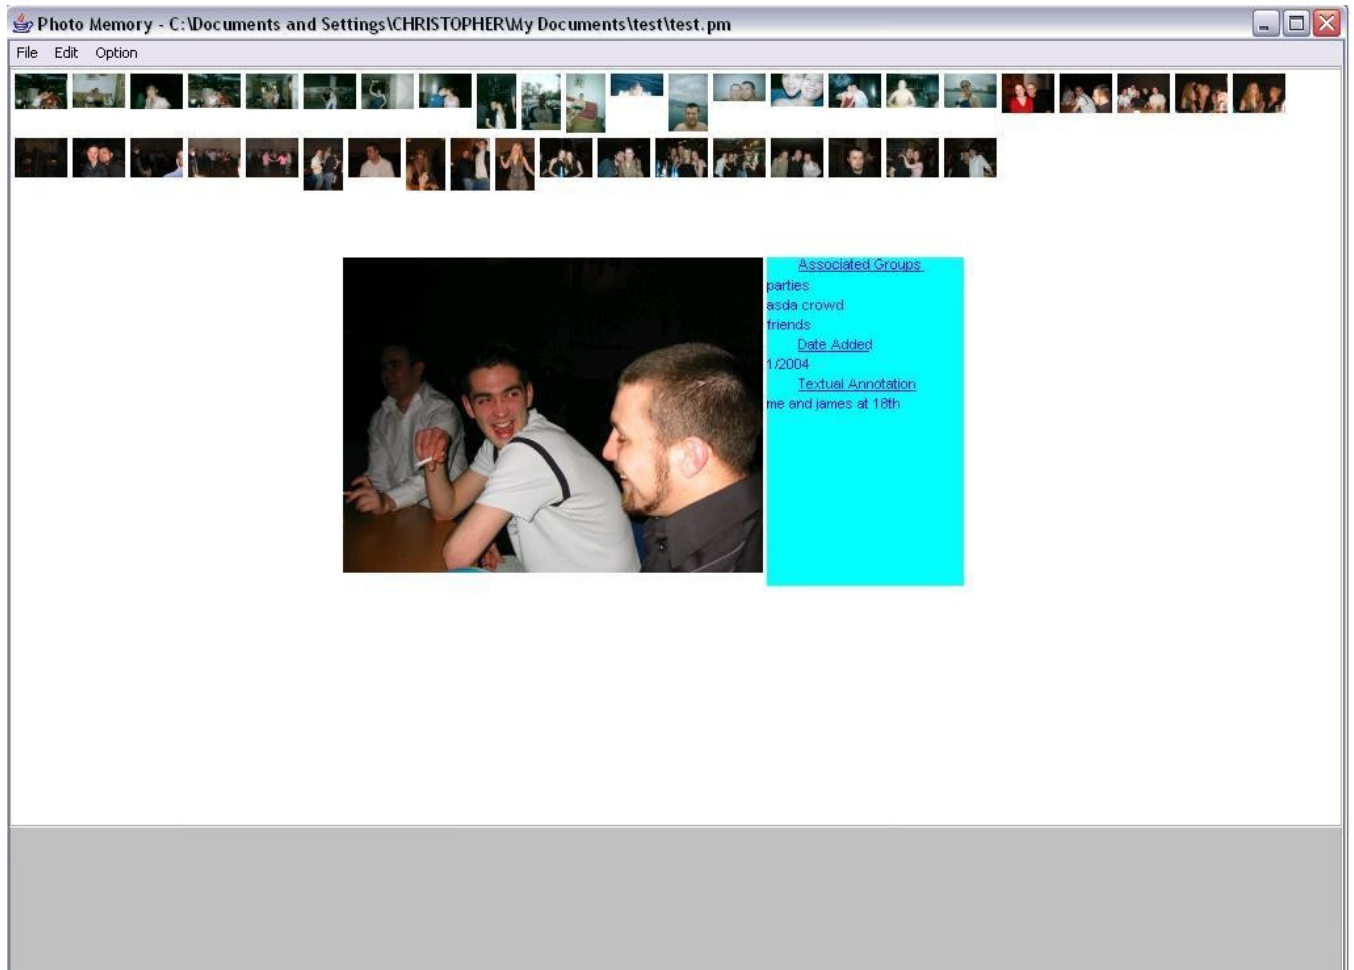 Photo Memory - C:\Documents and Settings\CHRISTOPHER\My Documents\test\test.pm
File Edit Option
Associated Groups
parties
asda crowd
friends
Date Added
1/2004
Textual Annotation
me and james at 18th